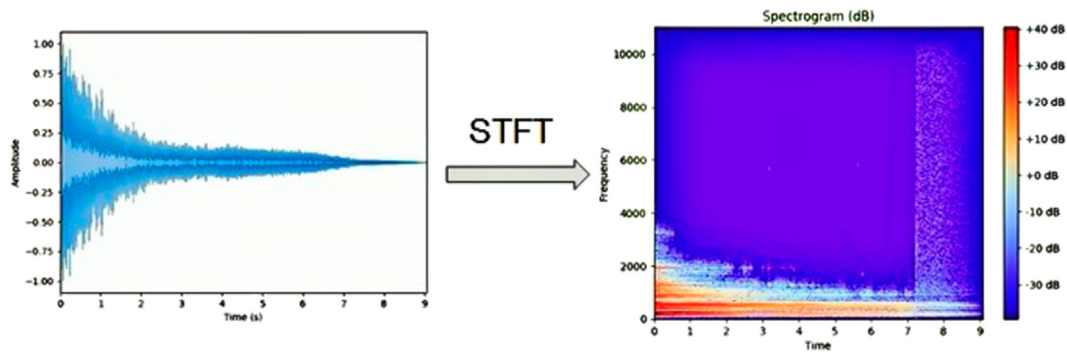 1.00
0.75
0.50
0.25
0.00
−0.25
−0.50
−0.75
−1.00
Amplitude
0 1 2 3 4 5 6 7 8 9
Time (s)
STFT
Spectrogram (dB)
10000
8000
6000
4000
2000
0
Frequency
0 1 2 3 4 5 6 7 8 9
Time
+40 dB
+30 dB
+20 dB
+10 dB
+0 dB
-10 dB
-20 dB
-30 dB